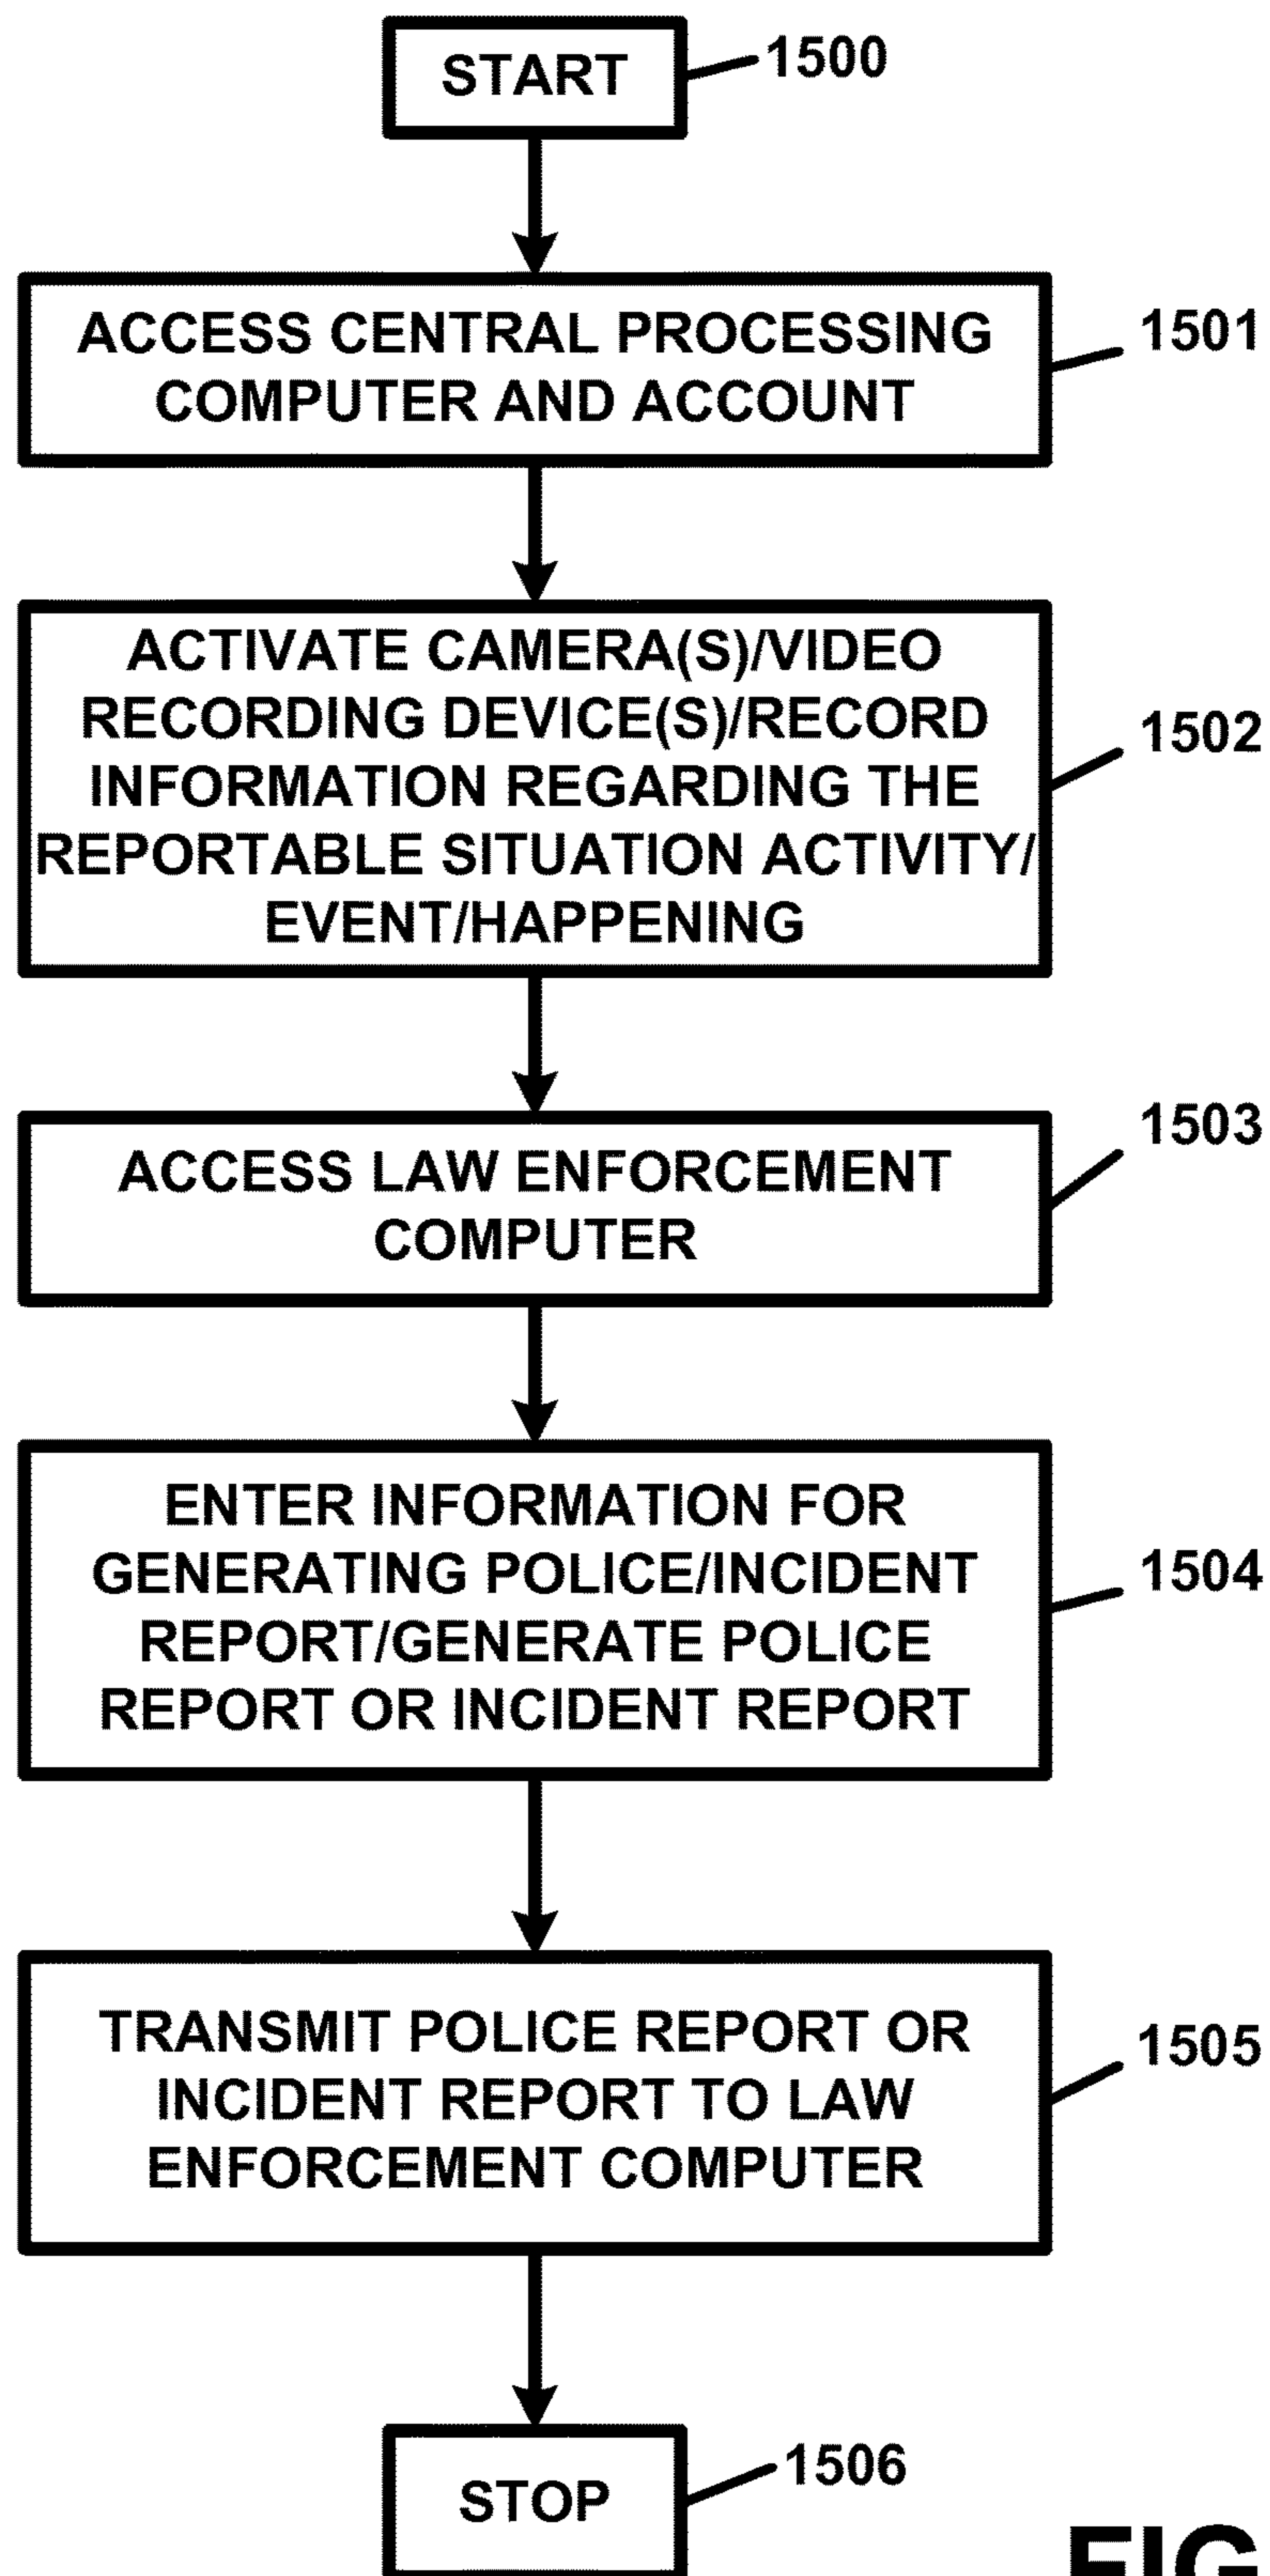 START
1500
ACCESS CENTRAL PROCESSING
COMPUTER AND ACCOUNT
1501
ACTIVATE CAMERA(S)/VIDEO
RECORDING DEVICE(S)/RECORD
INFORMATION REGARDING THE
REPORTABLE SITUATION ACTIVITY/
EVENT/HAPPENING
1502
ACCESS LAW ENFORCEMENT
COMPUTER
1503
ENTER INFORMATION FOR
GENERATING POLICE/INCIDENT
REPORT/GENERATE POLICE
REPORT OR INCIDENT REPORT
1504
TRANSMIT POLICE REPORT OR
INCIDENT REPORT TO LAW
ENFORCEMENT COMPUTER
1505
STOP
1506
FIG